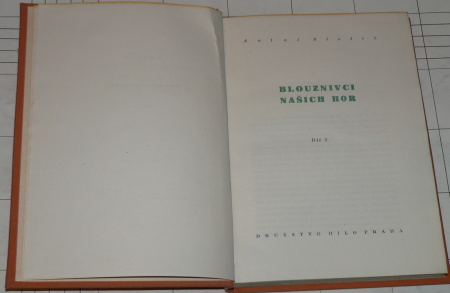 Antal Stašek
BLOUZNIVCI
NAŠICH HOR
Díl I.
DRUŽSTVO DÍLO PRAHA